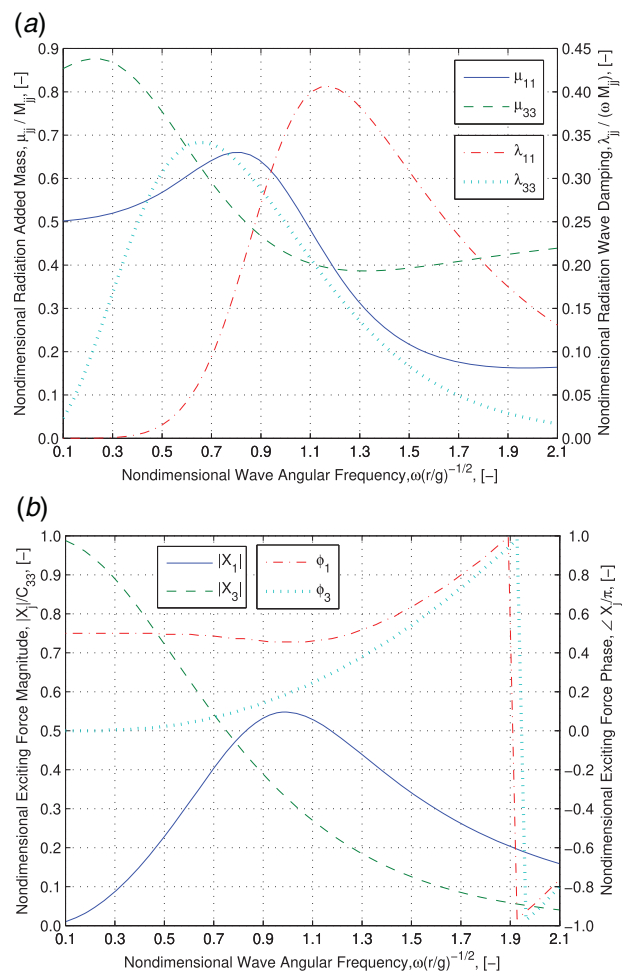 (a)
Nondimensional Radiation Added Mass, μjj / Mjj, [−]
0.9
0.8
0.7
0.6
0.5
0.4
0.3
0.2
0.1
0.0
μ11
μ33
λ11
λ33
0.45
0.40
0.35
0.30
0.25
0.20
0.15
0.10
0.05
0.00
Nondimensional Radiation Wave Damping, λjj / (ω Mjj), [−]
0.1 0.3 0.5 0.7 0.9 1.1 1.3 1.5 1.7 1.9 2.1
Nondimensional Wave Angular Frequency,ω(r/g)−1/2, [−]
(b)
Nondimensional Exciting Force Magnitude, |Xj|/C33, [−]
1.0
0.9
0.8
0.7
0.6
0.5
0.4
0.3
0.2
0.1
0.0
|X1|
|X3|
ϕ1
ϕ3
1.0
0.8
0.6
0.4
0.2
0.0
−0.2
−0.4
−0.6
−0.8
−1.0
Nondimensional Exciting Force Phase, ∠ Xj/π, [−]
0.1 0.3 0.5 0.7 0.9 1.1 1.3 1.5 1.7 1.9 2.1
Nondimensional Wave Angular Frequency,ω(r/g)−1/2, [−]